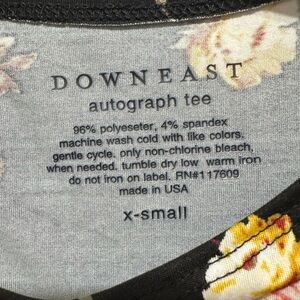 DOWNEAST
autograph tee
96% polyeseter, 4% spandex
machine wash cold with like colors.
gentle cycle. only non-chlorine bleach,
when needed. tumble dry low. warm iron
do not iron on label. RN#117609
made in USA
x-small